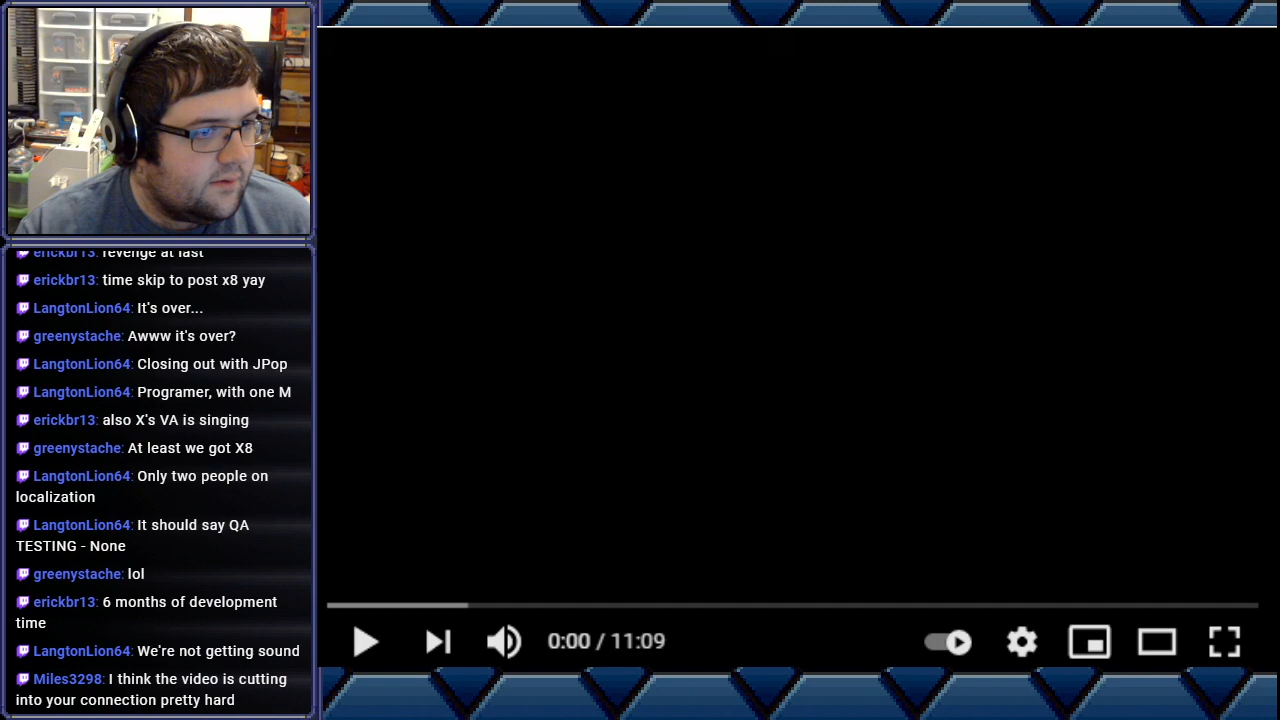 erickbr13: revenge at last
erickbr13: time skip to post x8 yay
LangtonLion64: It's over...
greenystache: Awww it's over?
LangtonLion64: Closing out with JPop
LangtonLion64: Programer, with one M
erickbr13: also X's VA is singing
greenystache: At least we got X8
LangtonLion64: Only two people on
localization
LangtonLion64: It should say QA
TESTING - None
greenystache: lol
erickbr13: 6 months of development
time
LangtonLion64: We're not getting sound
Miles3298: I think the video is cutting
into your connection pretty hard
0:00 / 11:09